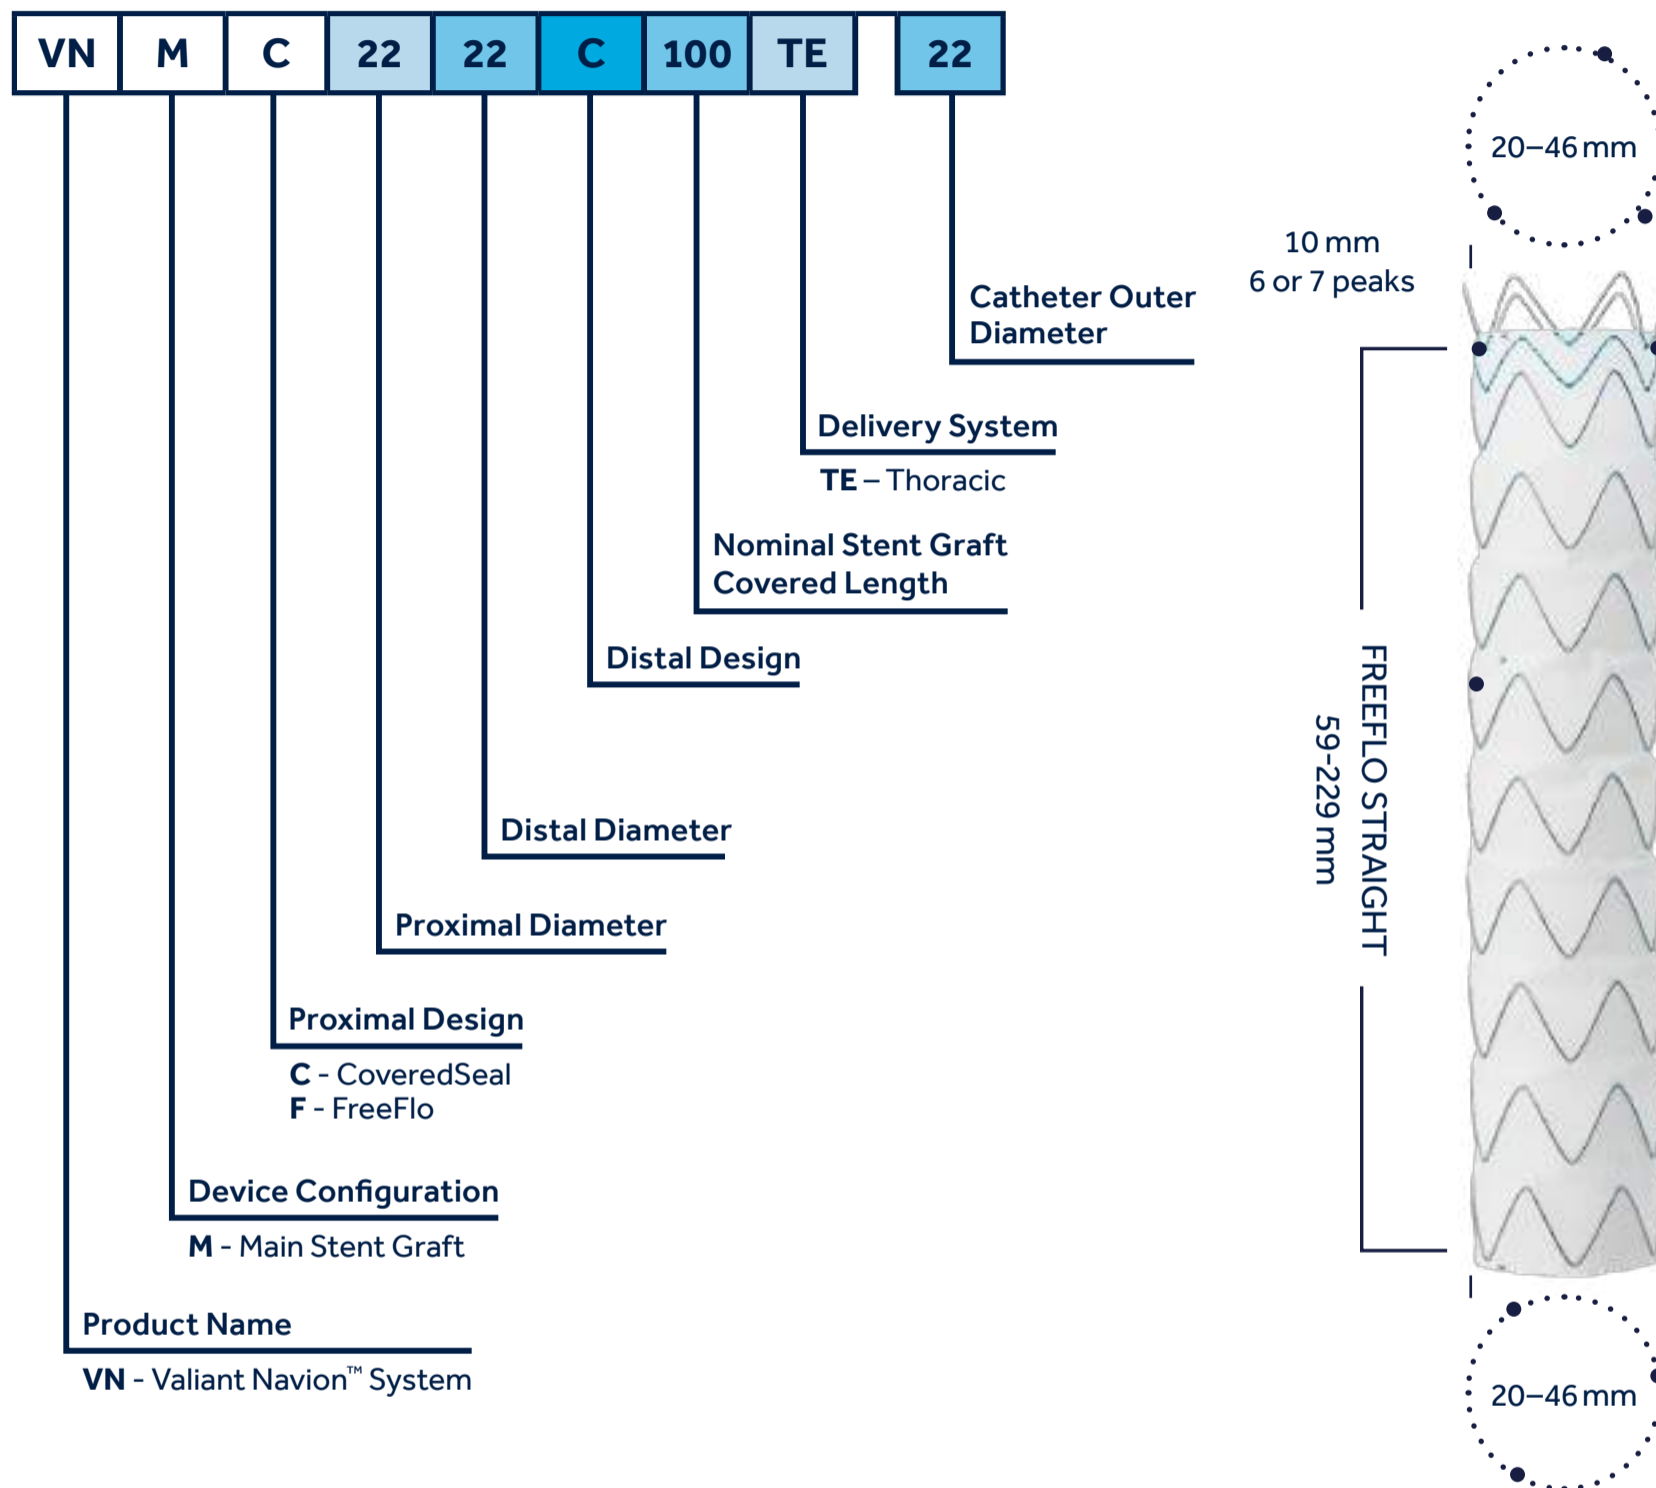 VN M C 22 22 C 100 TE 22
Catheter Outer
Diameter
Delivery System
TE – Thoracic
Nominal Stent Graft
Covered Length
Distal Design
Distal Diameter
Proximal Diameter
Proximal Design
C - CoveredSeal
F - FreeFlo
Device Configuration
M - Main Stent Graft
Product Name
VN - Valiant Navion™ System
20–46 mm
10 mm
6 or 7 peaks
FREEFLO STRAIGHT
59-229 mm
20–46 mm